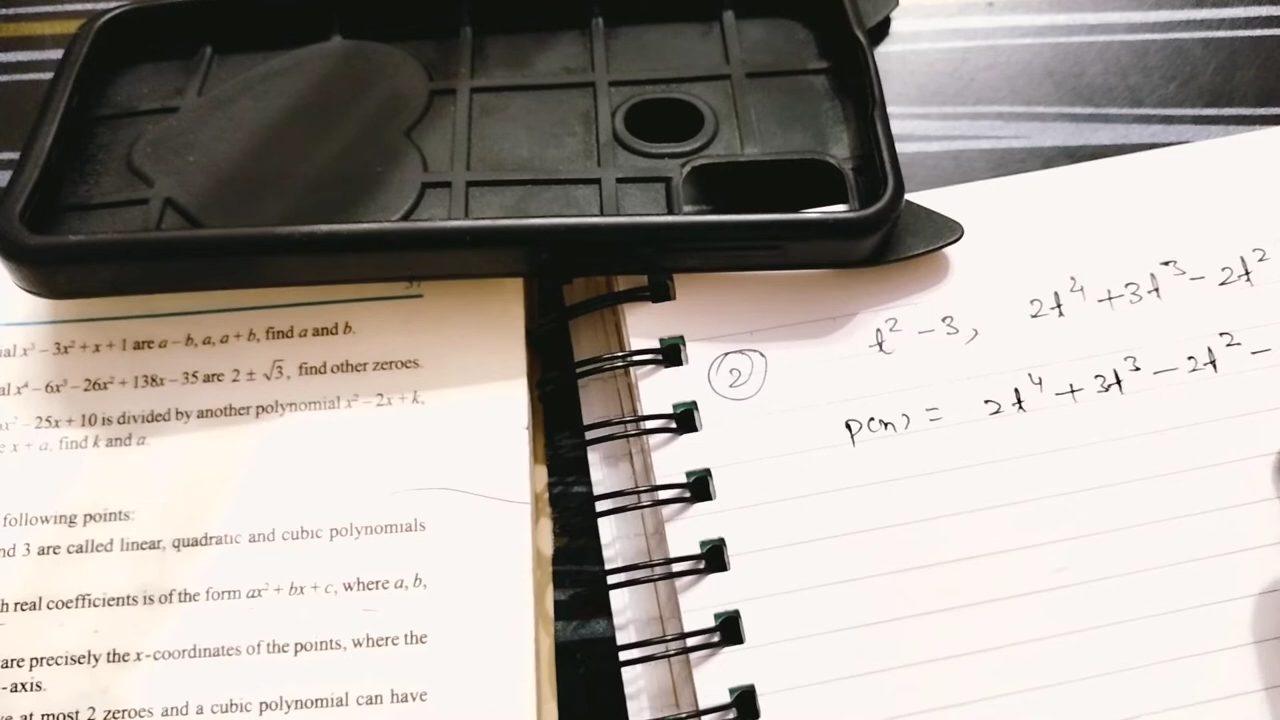 ial x³ – 3x² + x + 1 are a – b, a, a + b, find a and b.
al x⁴ – 6x³ – 26x² + 138x – 35 are 2 ± √3, find other zeroes.
x² – 25x + 10 is divided by another polynomial x² – 2x + k,
e x + a, find k and a.
following points:
nd 3 are called linear, quadratic and cubic polynomials
h real coefficients is of the form ax² + bx + c, where a, b,
are precisely the x-coordinates of the points, where the
-axis.
e at most 2 zeroes and a cubic polynomial can have
② t² – 3, 2t⁴ + 3t³ – 2t²
p(n) = 2t⁴ + 3t³ – 2t² –